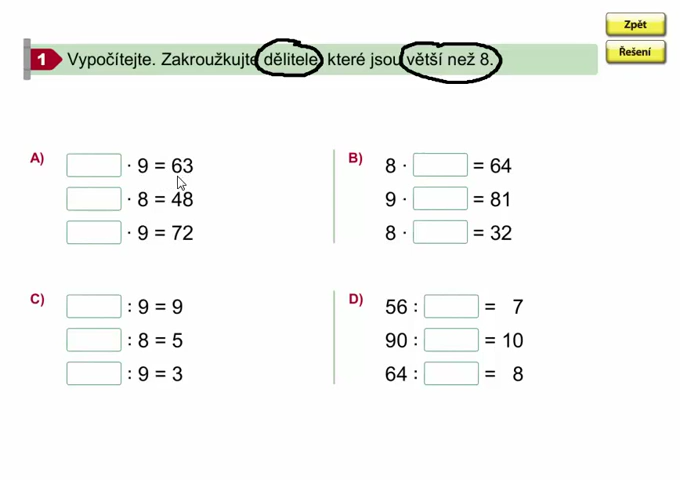 Zpět
Řešení
1 Vypočítejte. Zakroužkujte dělitele, které jsou větší než 8.
A)
· 9 = 63
· 8 = 48
· 9 = 72
B)
8 · = 64
9 · = 81
8 · = 32
C)
: 9 = 9
: 8 = 5
: 9 = 3
D)
56 : = 7
90 : = 10
64 : = 8